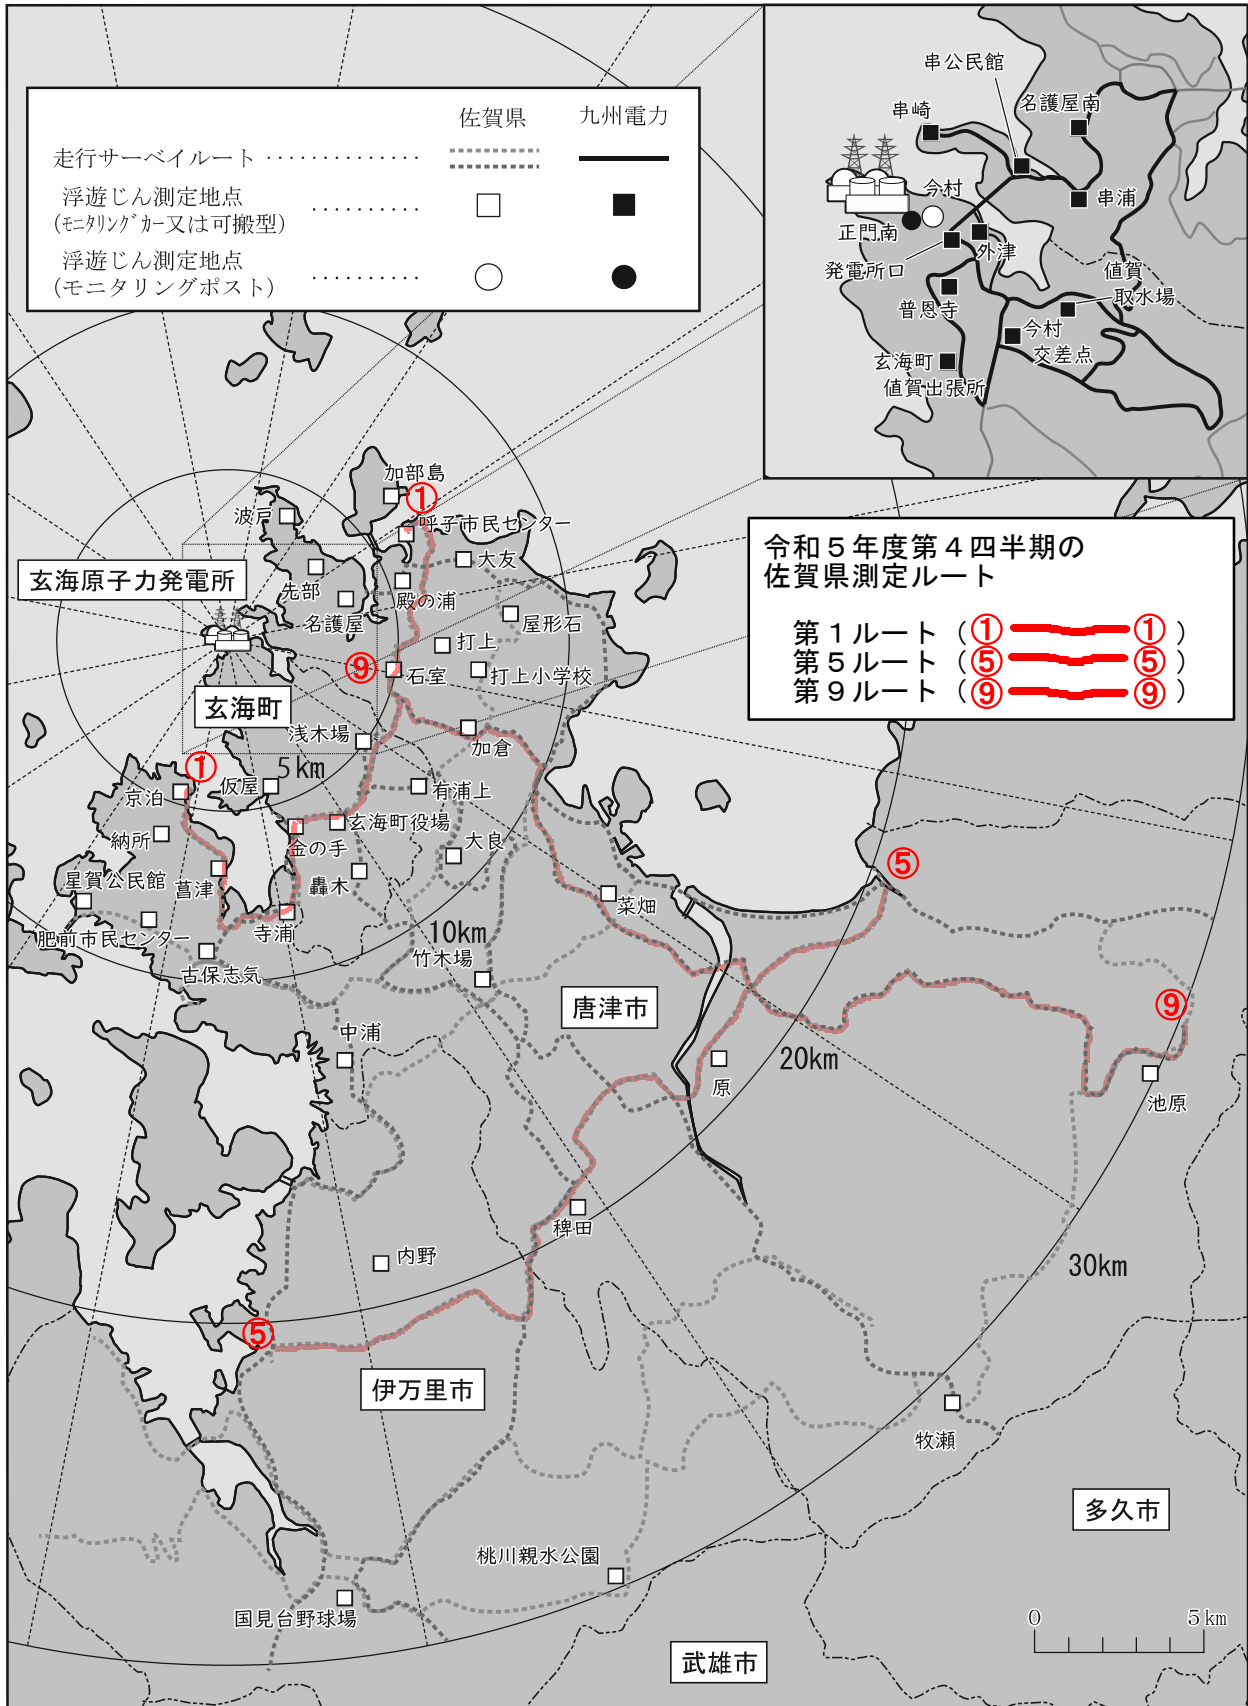 佐賀県 九州電力
走行サーベイルート ‥‥‥‥‥‥
浮遊じん測定地点
(ﾓﾆﾀﾘﾝｸﾞｶｰ又は可搬型)
浮遊じん測定地点
(モニタリングポスト)
串公民館
串崎
名護屋南
今村
正門南
串浦
外津
発電所口
値賀
取水場
普恩寺
今村
交差点
玄海町
値賀出張所
令和５年度第４四半期の
佐賀県測定ルート
第１ルート（① ①）
第５ルート（⑤ ⑤）
第９ルート（⑨ ⑨）
加部島
①
波戸
呼子市民センター
大友
玄海原子力発電所
先部
殿の浦
名護屋
屋形石
打上
⑨
石室
打上小学校
玄海町
浅木場
加倉
①
5km
京泊
仮屋
有浦上
納所
金の手
玄海町役場
大良
星賀公民館
菖津
轟木
⑤
菜畑
肥前市民センター
寺浦
10km
古保志気
竹木場
唐津市
⑨
中浦
20km
原
池原
稗田
内野
30km
⑤
伊万里市
牧瀬
多久市
桃川親水公園
国見台野球場
0 5km
武雄市